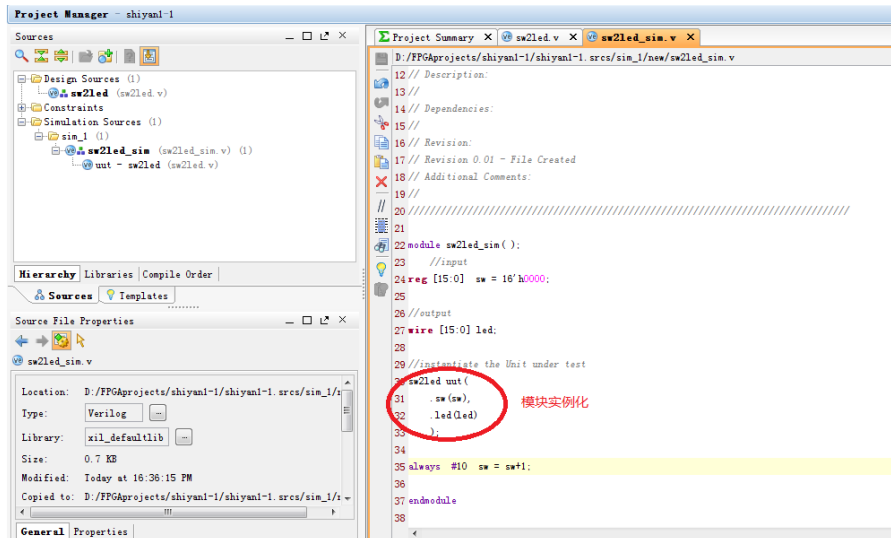 Project Manager - shiyan1-1
Sources
Design Sources (1)
sw2led (sw2led.v)
Constraints
Simulation Sources (1)
sim_1 (1)
sw2led_sim (sw2led_sim.v) (1)
uut - sw2led (sw2led.v)
Hierarchy Libraries Compile Order
Sources Templates
Source File Properties
sw2led_sim.v
Location: D:/FPGAprojects/shiyan1-1/shiyan1-1.srcs/sim_1/
Type: Verilog
Library: xil_defaultlib
Size: 0.7 KB
Modified: Today at 16:36:15 PM
Copied to: D:/FPGAprojects/shiyan1-1/shiyan1-1.srcs/sim_1/
General Properties
Project Summary sw2led.v sw2led_sim.v
D:/FPGAprojects/shiyan1-1/shiyan1-1.srcs/sim_1/new/sw2led_sim.v
12 // Description:
13 //
14 // Dependencies:
15 //
16 // Revision:
17 // Revision 0.01 - File Created
18 // Additional Comments:
19 //
20 //////////////////////////////////////////////////////////////////////////////////
21
22 module sw2led_sim( );
23 //input
24 reg [15:0] sw = 16'h0000;
25
26 //output
27 wire [15:0] led;
28
29 //instantiate the Unit under test
30 sw2led uut(
31 .sw(sw),
32 .led(led)
33 );
模块实例化
34
35 always #10 sw = sw+1;
36
37 endmodule
38